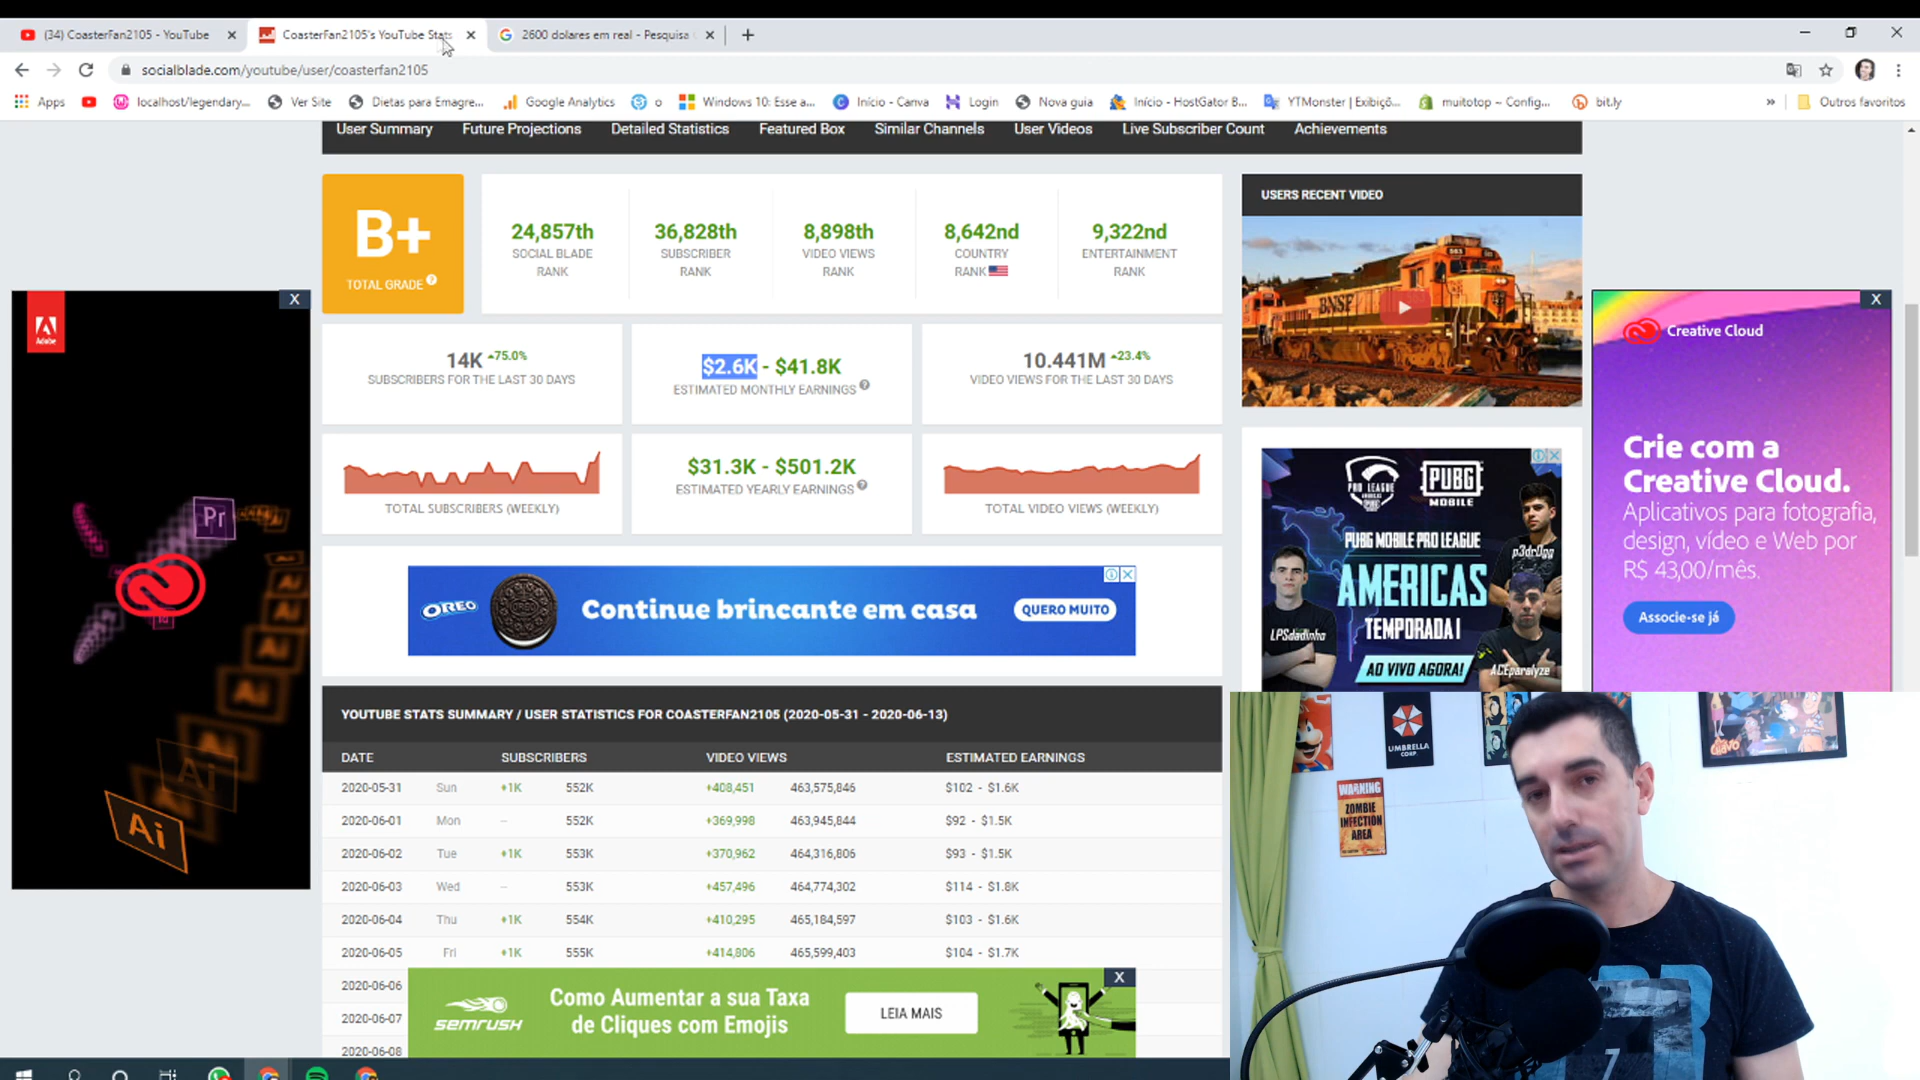 (34) CoasterFan2105 - YouTube
CoasterFan2105's YouTube Stats
2600 dolares em real - Pesquisa
socialblade.com/youtube/user/coasterfan2105
Apps
localhost/legendary...
Ver Site
Dietas para Emagre...
Google Analytics
o
Windows 10: Esse a...
Início - Canva
Login
Nova guia
Início - HostGator B...
YTMonster | Exibiçõ...
muitotop ~ Config...
bit.ly
»
Outros favoritos
User Summary
Future Projections
Detailed Statistics
Featured Box
Similar Channels
User Videos
Live Subscriber Count
Achievements
B+
TOTAL GRADE
24,857th
SOCIAL BLADE
RANK
36,828th
SUBSCRIBER
RANK
8,898th
VIDEO VIEWS
RANK
8,642nd
COUNTRY
RANK
9,322nd
ENTERTAINMENT
RANK
USERS RECENT VIDEO
BNSF
14K 75.0%
SUBSCRIBERS FOR THE LAST 30 DAYS
$2.6K - $41.8K
ESTIMATED MONTHLY EARNINGS
10.441M 23.4%
VIDEO VIEWS FOR THE LAST 30 DAYS
TOTAL SUBSCRIBERS (WEEKLY)
$31.3K - $501.2K
ESTIMATED YEARLY EARNINGS
TOTAL VIDEO VIEWS (WEEKLY)
X
Adobe
Pr
Ai
Ai
OREO
Continue brincante em casa
QUERO MUITO
PRO LEAGUE
AMERICAS
PUBG
MOBILE
PUBG MOBILE PRO LEAGUE
AMERICAS
TEMPORADA I
AO VIVO AGORA!
p3drOgg
LPSdadinho
ACEparalyze
X
Creative Cloud
Crie com a
Creative Cloud.
Aplicativos para fotografia,
design, vídeo e Web por
R$ 43,00/mês.
Associe-se já
YOUTUBE STATS SUMMARY / USER STATISTICS FOR COASTERFAN2105 (2020-05-31 - 2020-06-13)
DATE SUBSCRIBERS VIDEO VIEWS ESTIMATED EARNINGS
2020-05-31 Sun +1K 552K +408,451 463,575,846 $102 - $1.6K
2020-06-01 Mon -- 552K +369,998 463,945,844 $92 - $1.5K
2020-06-02 Tue +1K 553K +370,962 464,316,806 $93 - $1.5K
2020-06-03 Wed -- 553K +457,496 464,774,302 $114 - $1.8K
2020-06-04 Thu +1K 554K +410,295 465,184,597 $103 - $1.6K
2020-06-05 Fri +1K 555K +414,806 465,599,403 $104 - $1.7K
2020-06-06
2020-06-07
2020-06-08
X
SEMRUSH
Como Aumentar a sua Taxa
de Cliques com Emojis
LEIA MAIS
UMBRELLA
CORP
WARNING
ZOMBIE
INFECTION
AREA
CHAVO